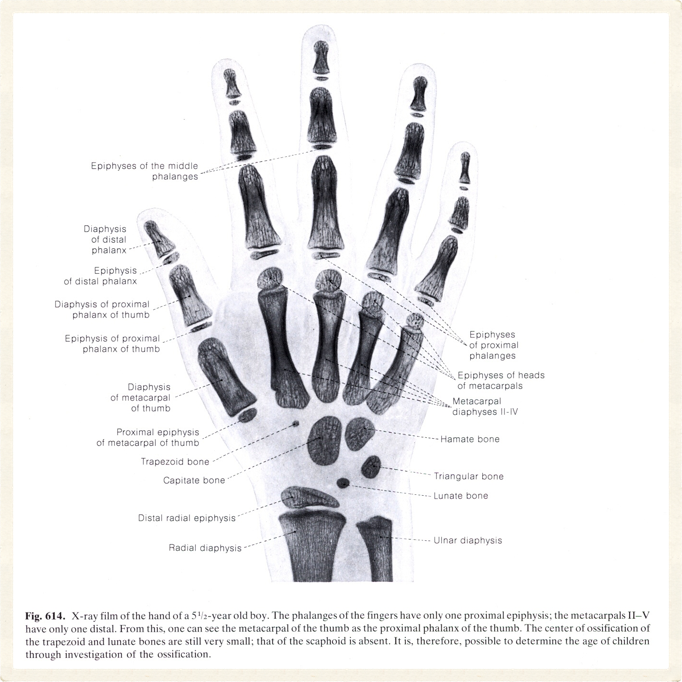 Epiphyses of the middle
phalanges
Diaphysis
of distal
phalanx
Epiphysis
of distal phalanx
Diaphysis of proximal
phalanx of thumb
Epiphysis of proximal
phalanx of thumb
Diaphysis
of metacarpal
of thumb
Proximal epiphysis
of metacarpal of thumb
Trapezoid bone
Capitate bone
Distal radial epiphysis
Radial diaphysis
Epiphyses
of proximal
phalanges
Epiphyses of heads
of metacarpals
Metacarpal
diaphyses II-IV
Hamate bone
Triangular bone
Lunate bone
Ulnar diaphysis
Fig. 614. X-ray film of the hand of a 5 1/2-year old boy. The phalanges of the fingers have only one proximal epiphysis; the metacarpals II–V
have only one distal. From this, one can see the metacarpal of the thumb as the proximal phalanx of the thumb. The center of ossification of
the trapezoid and lunate bones are still very small; that of the scaphoid is absent. It is, therefore, possible to determine the age of children
through investigation of the ossification.